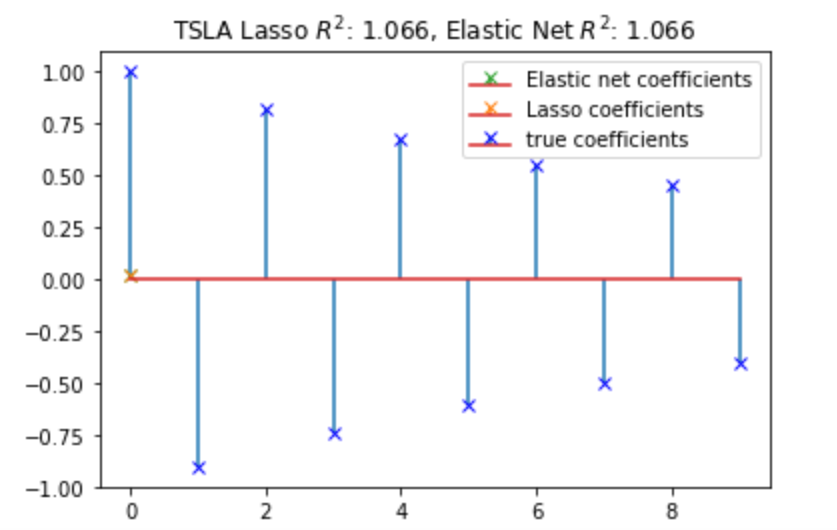 TSLA Lasso R²: 1.066, Elastic Net R²: 1.066
Elastic net coefficients
Lasso coefficients
true coefficients
1.00
0.75
0.50
0.25
0.00
−0.25
−0.50
−0.75
−1.00
0 2 4 6 8